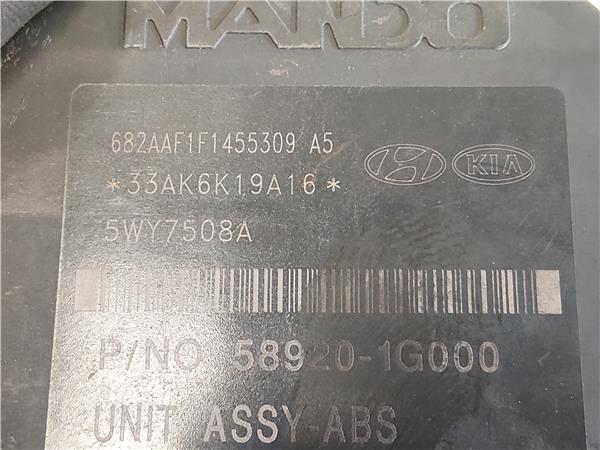 MANDO
682AAF1F1455309 A5
KIA
*33AK6K19A16*
5WY7508A
P/NO 58920-1G000
UNIT ASSY-ABS